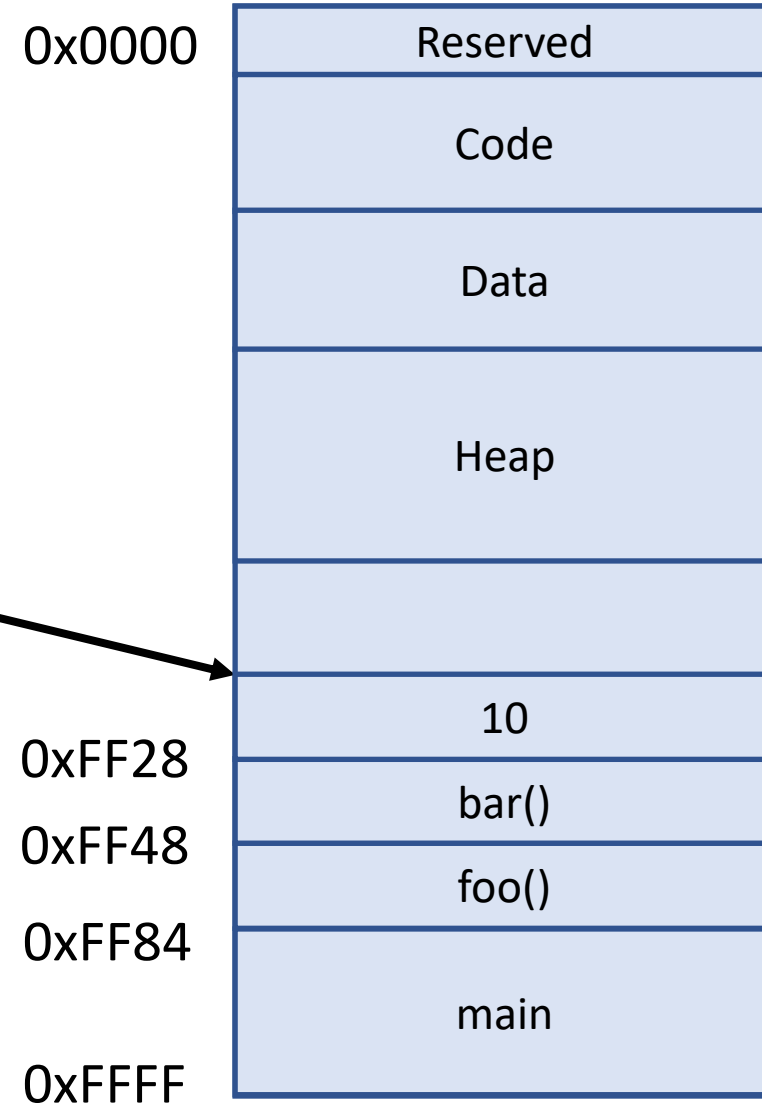 0x0000
Reserved
Code
Data
Heap
10
0xFF28
bar()
0xFF48
foo()
0xFF84
main
0xFFFF